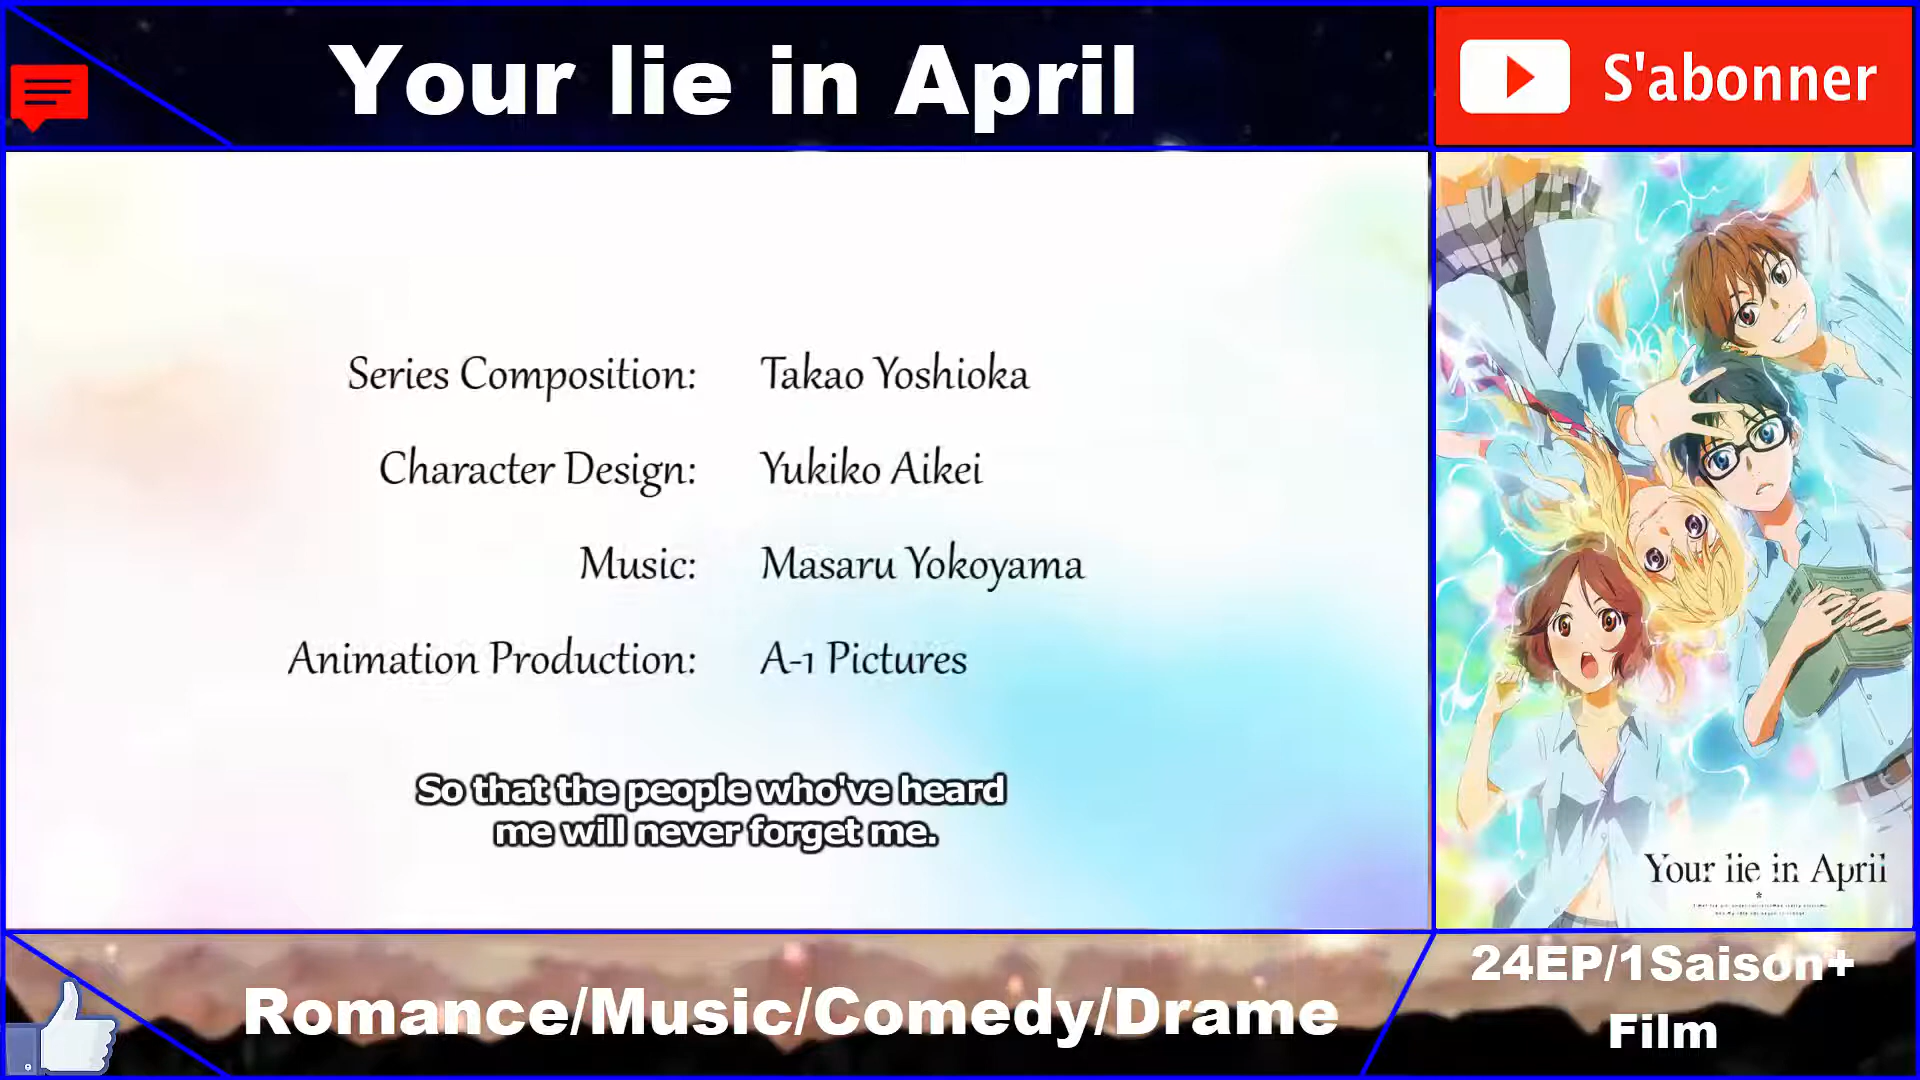 Your lie in April
S'abonner
Series Composition: Takao Yoshioka
Character Design: Yukiko Aikei
Music: Masaru Yokoyama
Animation Production: A-1 Pictures
So that the people who've heard
me will never forget me.
Your lie in April
Romance/Music/Comedy/Drame
24EP/1Saison+
Film